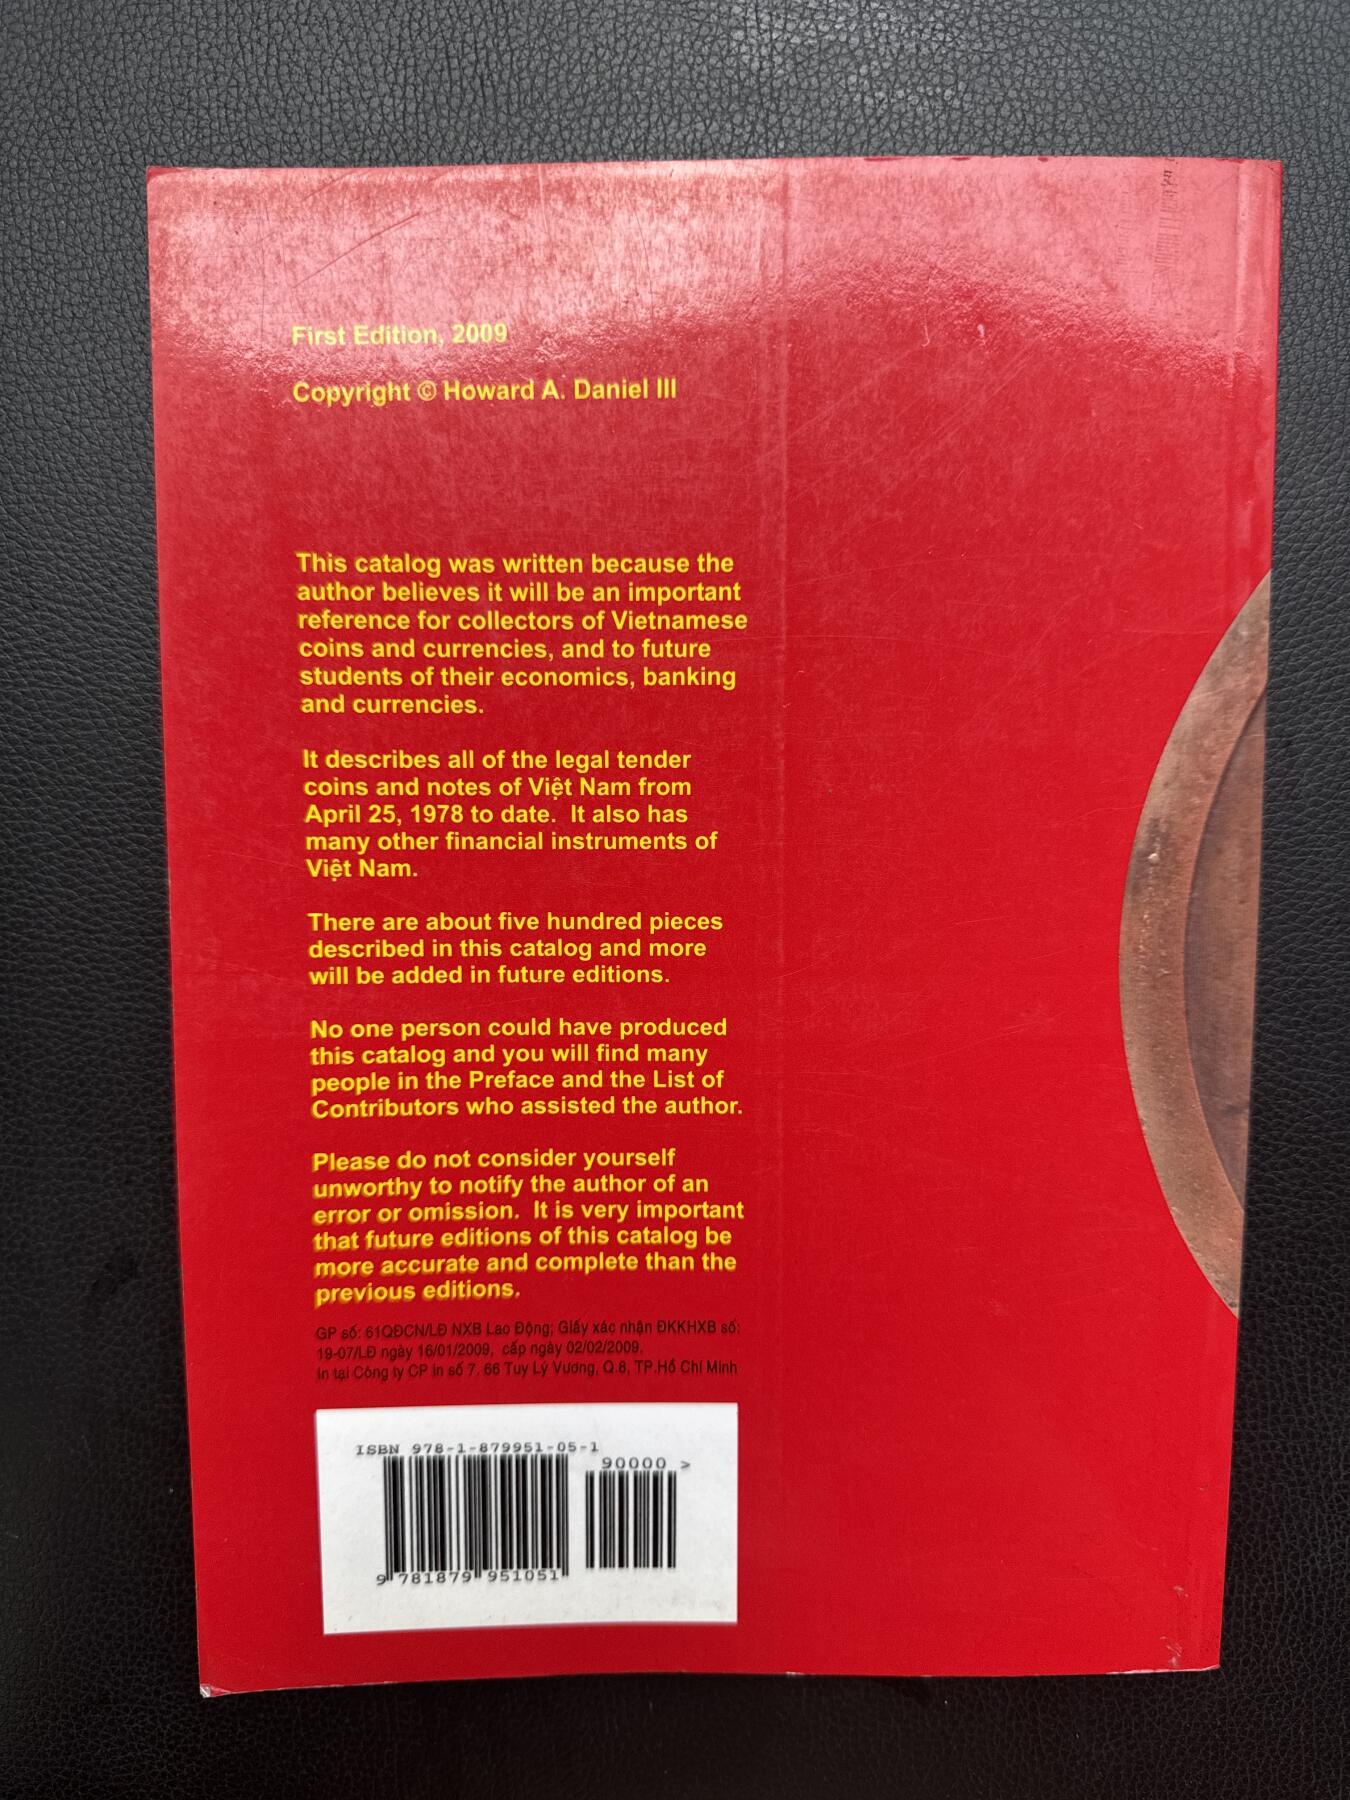 First Edition, 2009
Copyright © Howard A. Daniel III
This catalog was written because the
author believes it will be an important
reference for collectors of Vietnamese
coins and currencies, and to future
students of their economics, banking
and currencies.
It describes all of the legal tender
coins and notes of Việt Nam from
April 25, 1978 to date.  It also has
many other financial instruments of
Việt Nam.
There are about five hundred pieces
described in this catalog and more
will be added in future editions.
No one person could have produced
this catalog and you will find many
people in the Preface and the List of
Contributors who assisted the author.
Please do not consider yourself
unworthy to notify the author of an
error or omission.  It is very important
that future editions of this catalog be
more accurate and complete than the
previous editions.
GP số: 61QĐCN/LĐ NXB Lao Động; Giấy xác nhận ĐKKHXB số:
19-07/LĐ ngày 16/01/2009, cấp ngày 02/02/2009.
In tại Công ty CP in số 7. 66 Tuy Lý Vương, Q.8, TP.Hồ Chí Minh
ISBN 978-1-879951-05-1
90000 >
9 781879 951051